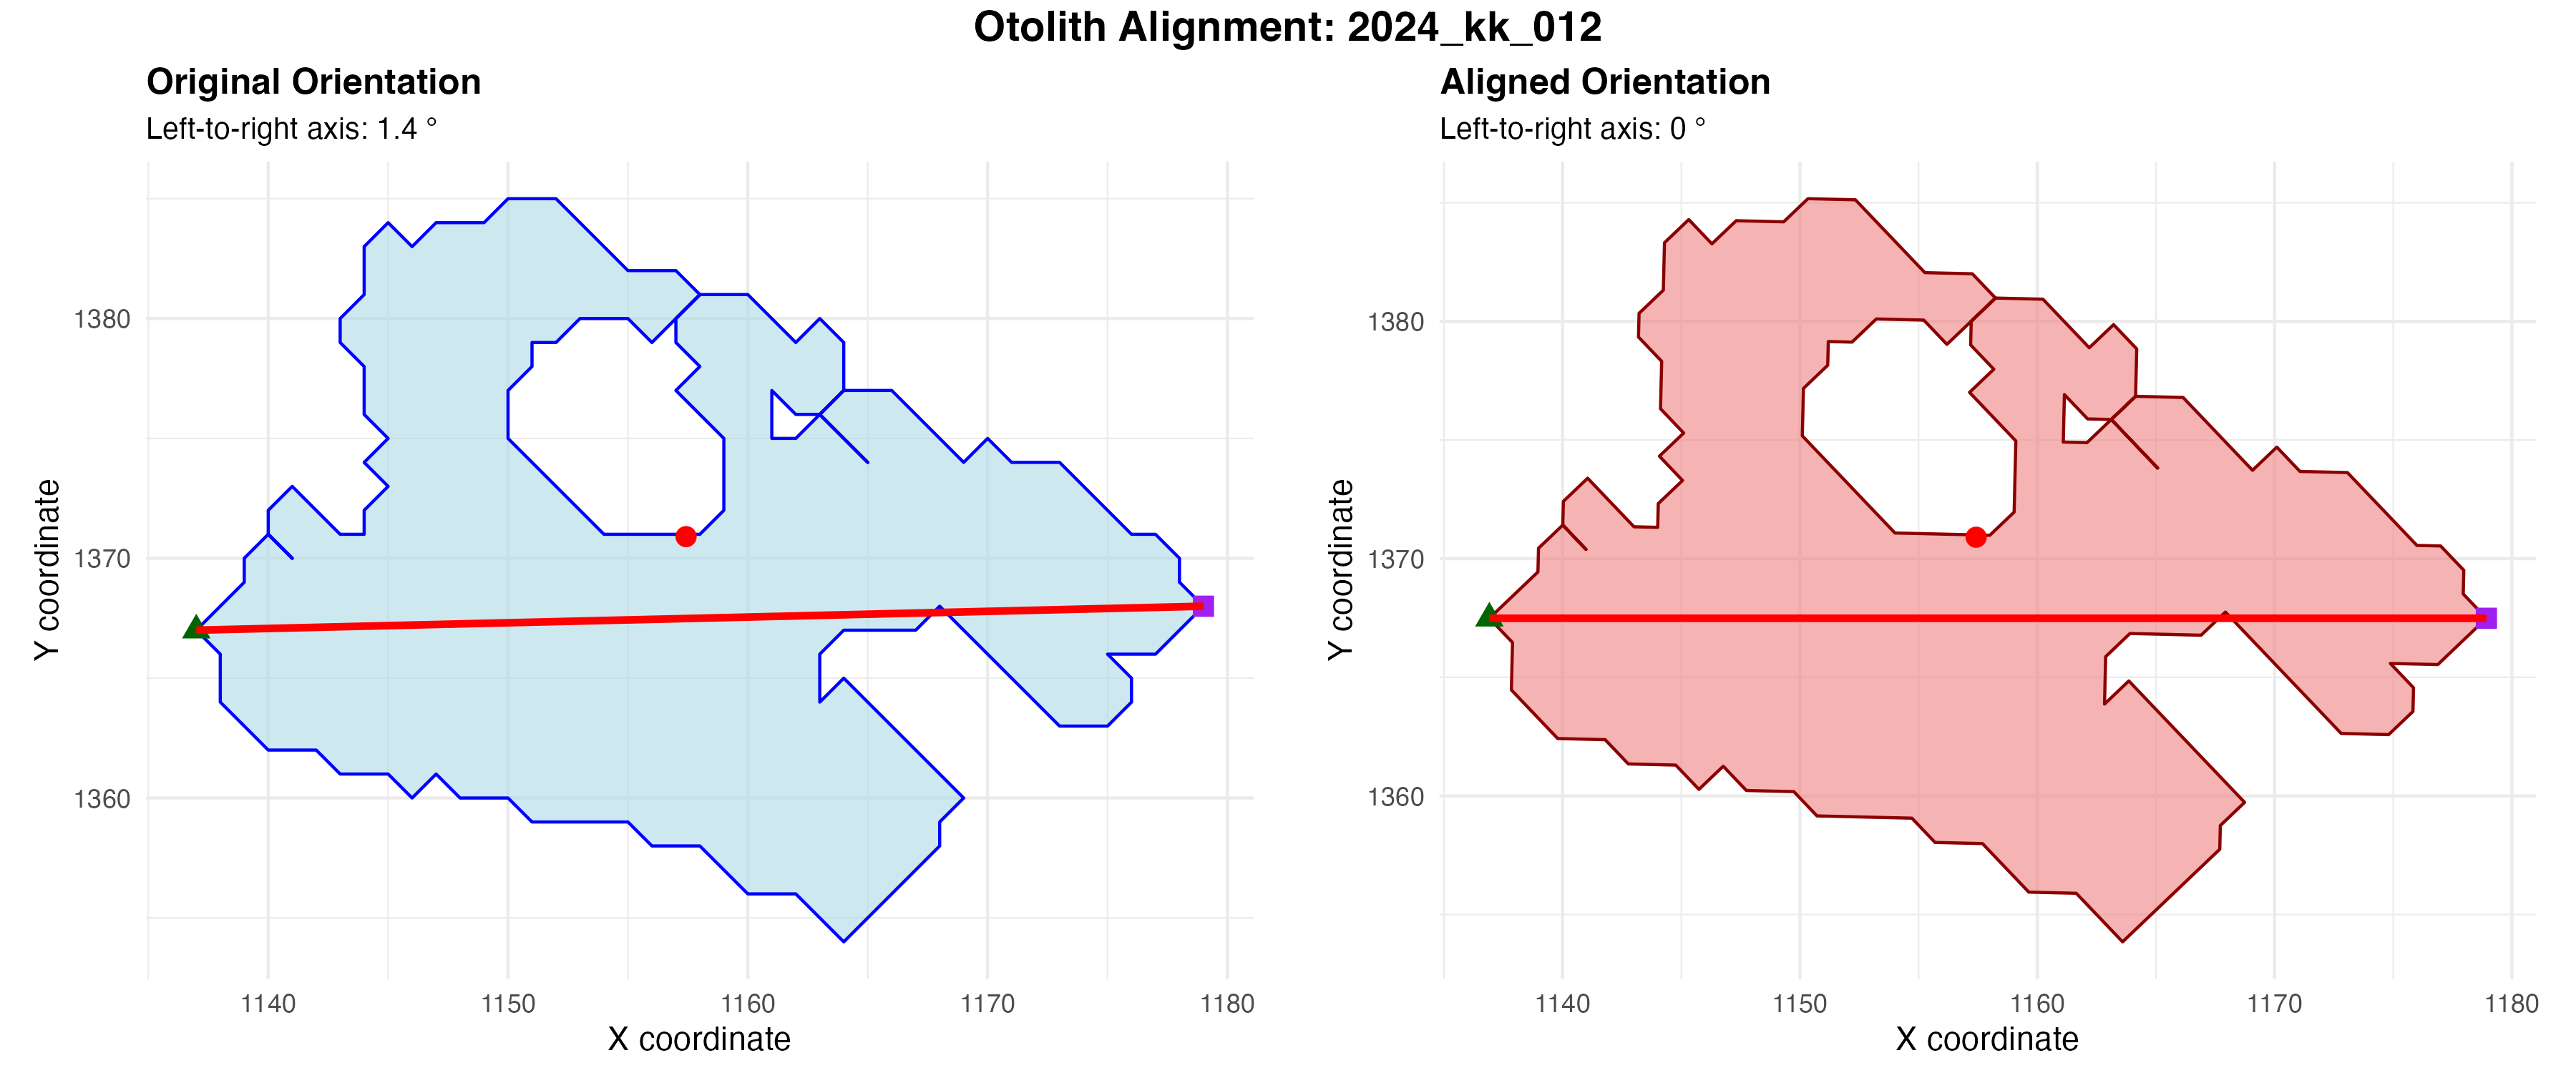 Otolith Alignment: 2024_kk_012
Original Orientation
Left-to-right axis: 1.4 °
Y coordinate
1380
1370
1360
1140 1150 1160 1170 1180
X coordinate
Aligned Orientation
Left-to-right axis: 0 °
Y coordinate
1380
1370
1360
1140 1150 1160 1170 1180
X coordinate